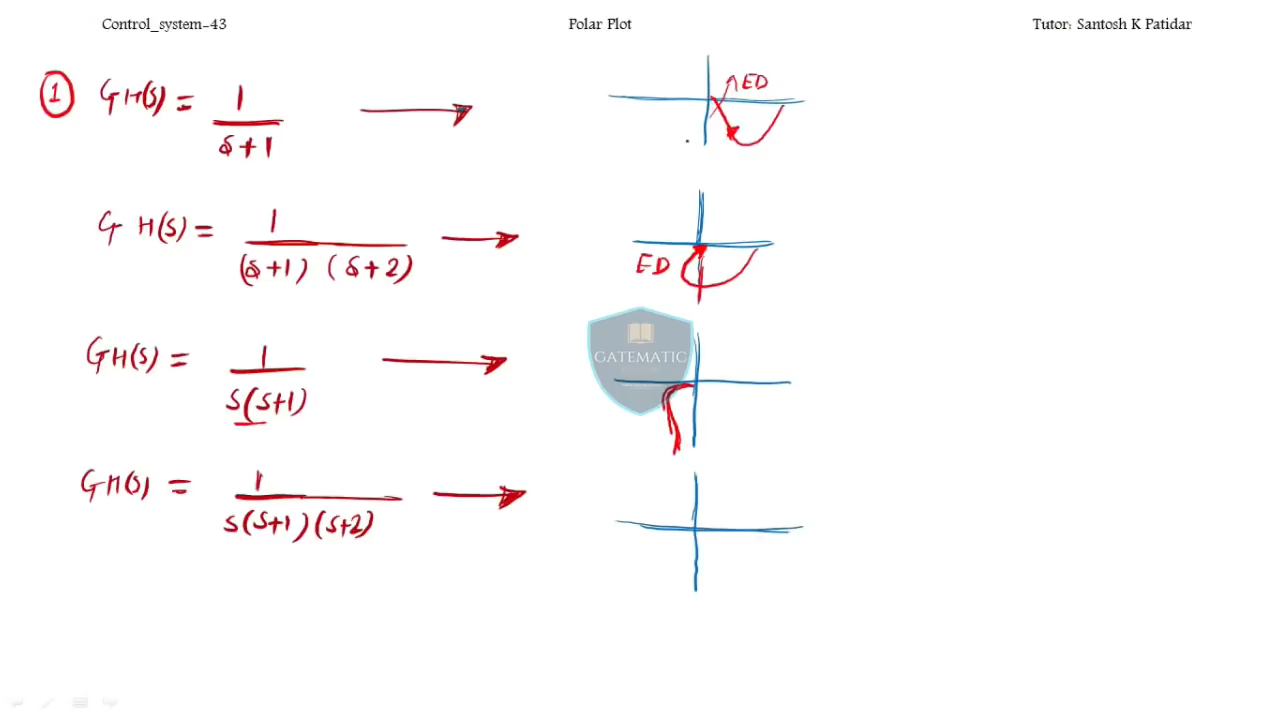 Control_system-43 Polar Plot Tutor: Santosh K Patidar
1 GH(S) = 1 / S+1 ED
G H(S) = 1 / (S+1) (S+2) ED
GATEMATIC
GH(S) = 1 / S(S+1)
GH(S) = 1 / S(S+1)(S+2)